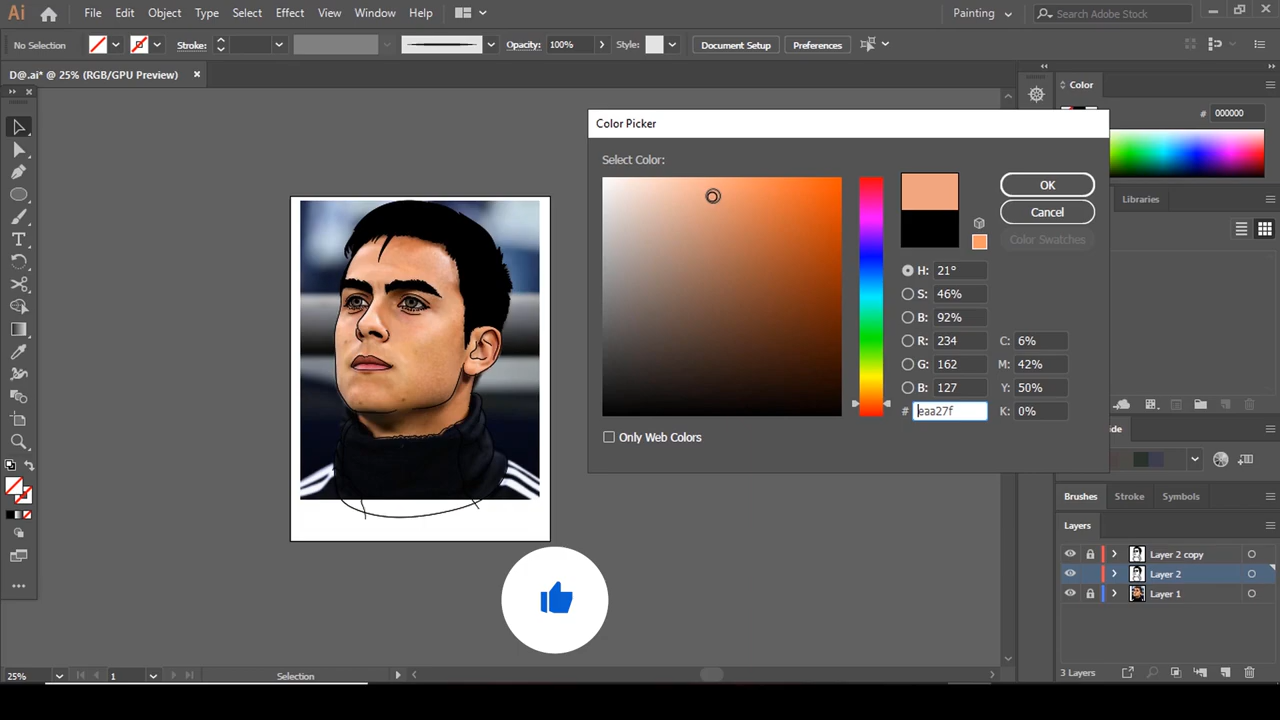 Ai File Edit Object Type Select Effect View Window Help Painting Search Adobe Stock
No Selection Stroke: Opacity: 100% Style: Document Setup Preferences
D@.ai* @ 25% (RGB/GPU Preview)
Color
# 000000
Libraries
Color Picker
Select Color:
OK
Cancel
Color Swatches
H: 21°
S: 46%
B: 92%
R: 234 C: 6%
G: 162 M: 42%
B: 127 Y: 50%
# eaa27f K: 0%
Only Web Colors
ide
Brushes Stroke Symbols
Layers
Layer 2 copy
Layer 2
Layer 1
3 Layers
25% 1 Selection